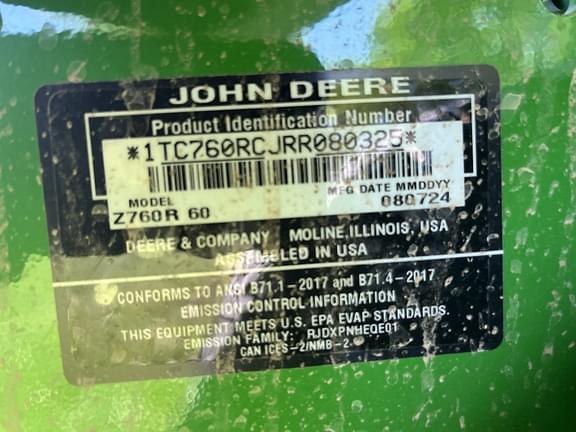 JOHN DEERE
Product Identification Number
*1TC760RCJRR080325*
MODEL MFG DATE MMDDYY
Z760R 60 080724
DEERE & COMPANY MOLINE, ILLINOIS, USA
ASSEMBLED IN USA
CONFORMS TO ANSI B71.1-2017 and B71.4-2017
EMISSION CONTROL INFORMATION
THIS EQUIPMENT MEETS U.S. EPA EVAP STANDARDS.
EMISSION FAMILY: RJDXPNHEQE01
CAN ICES-2/NMB-2